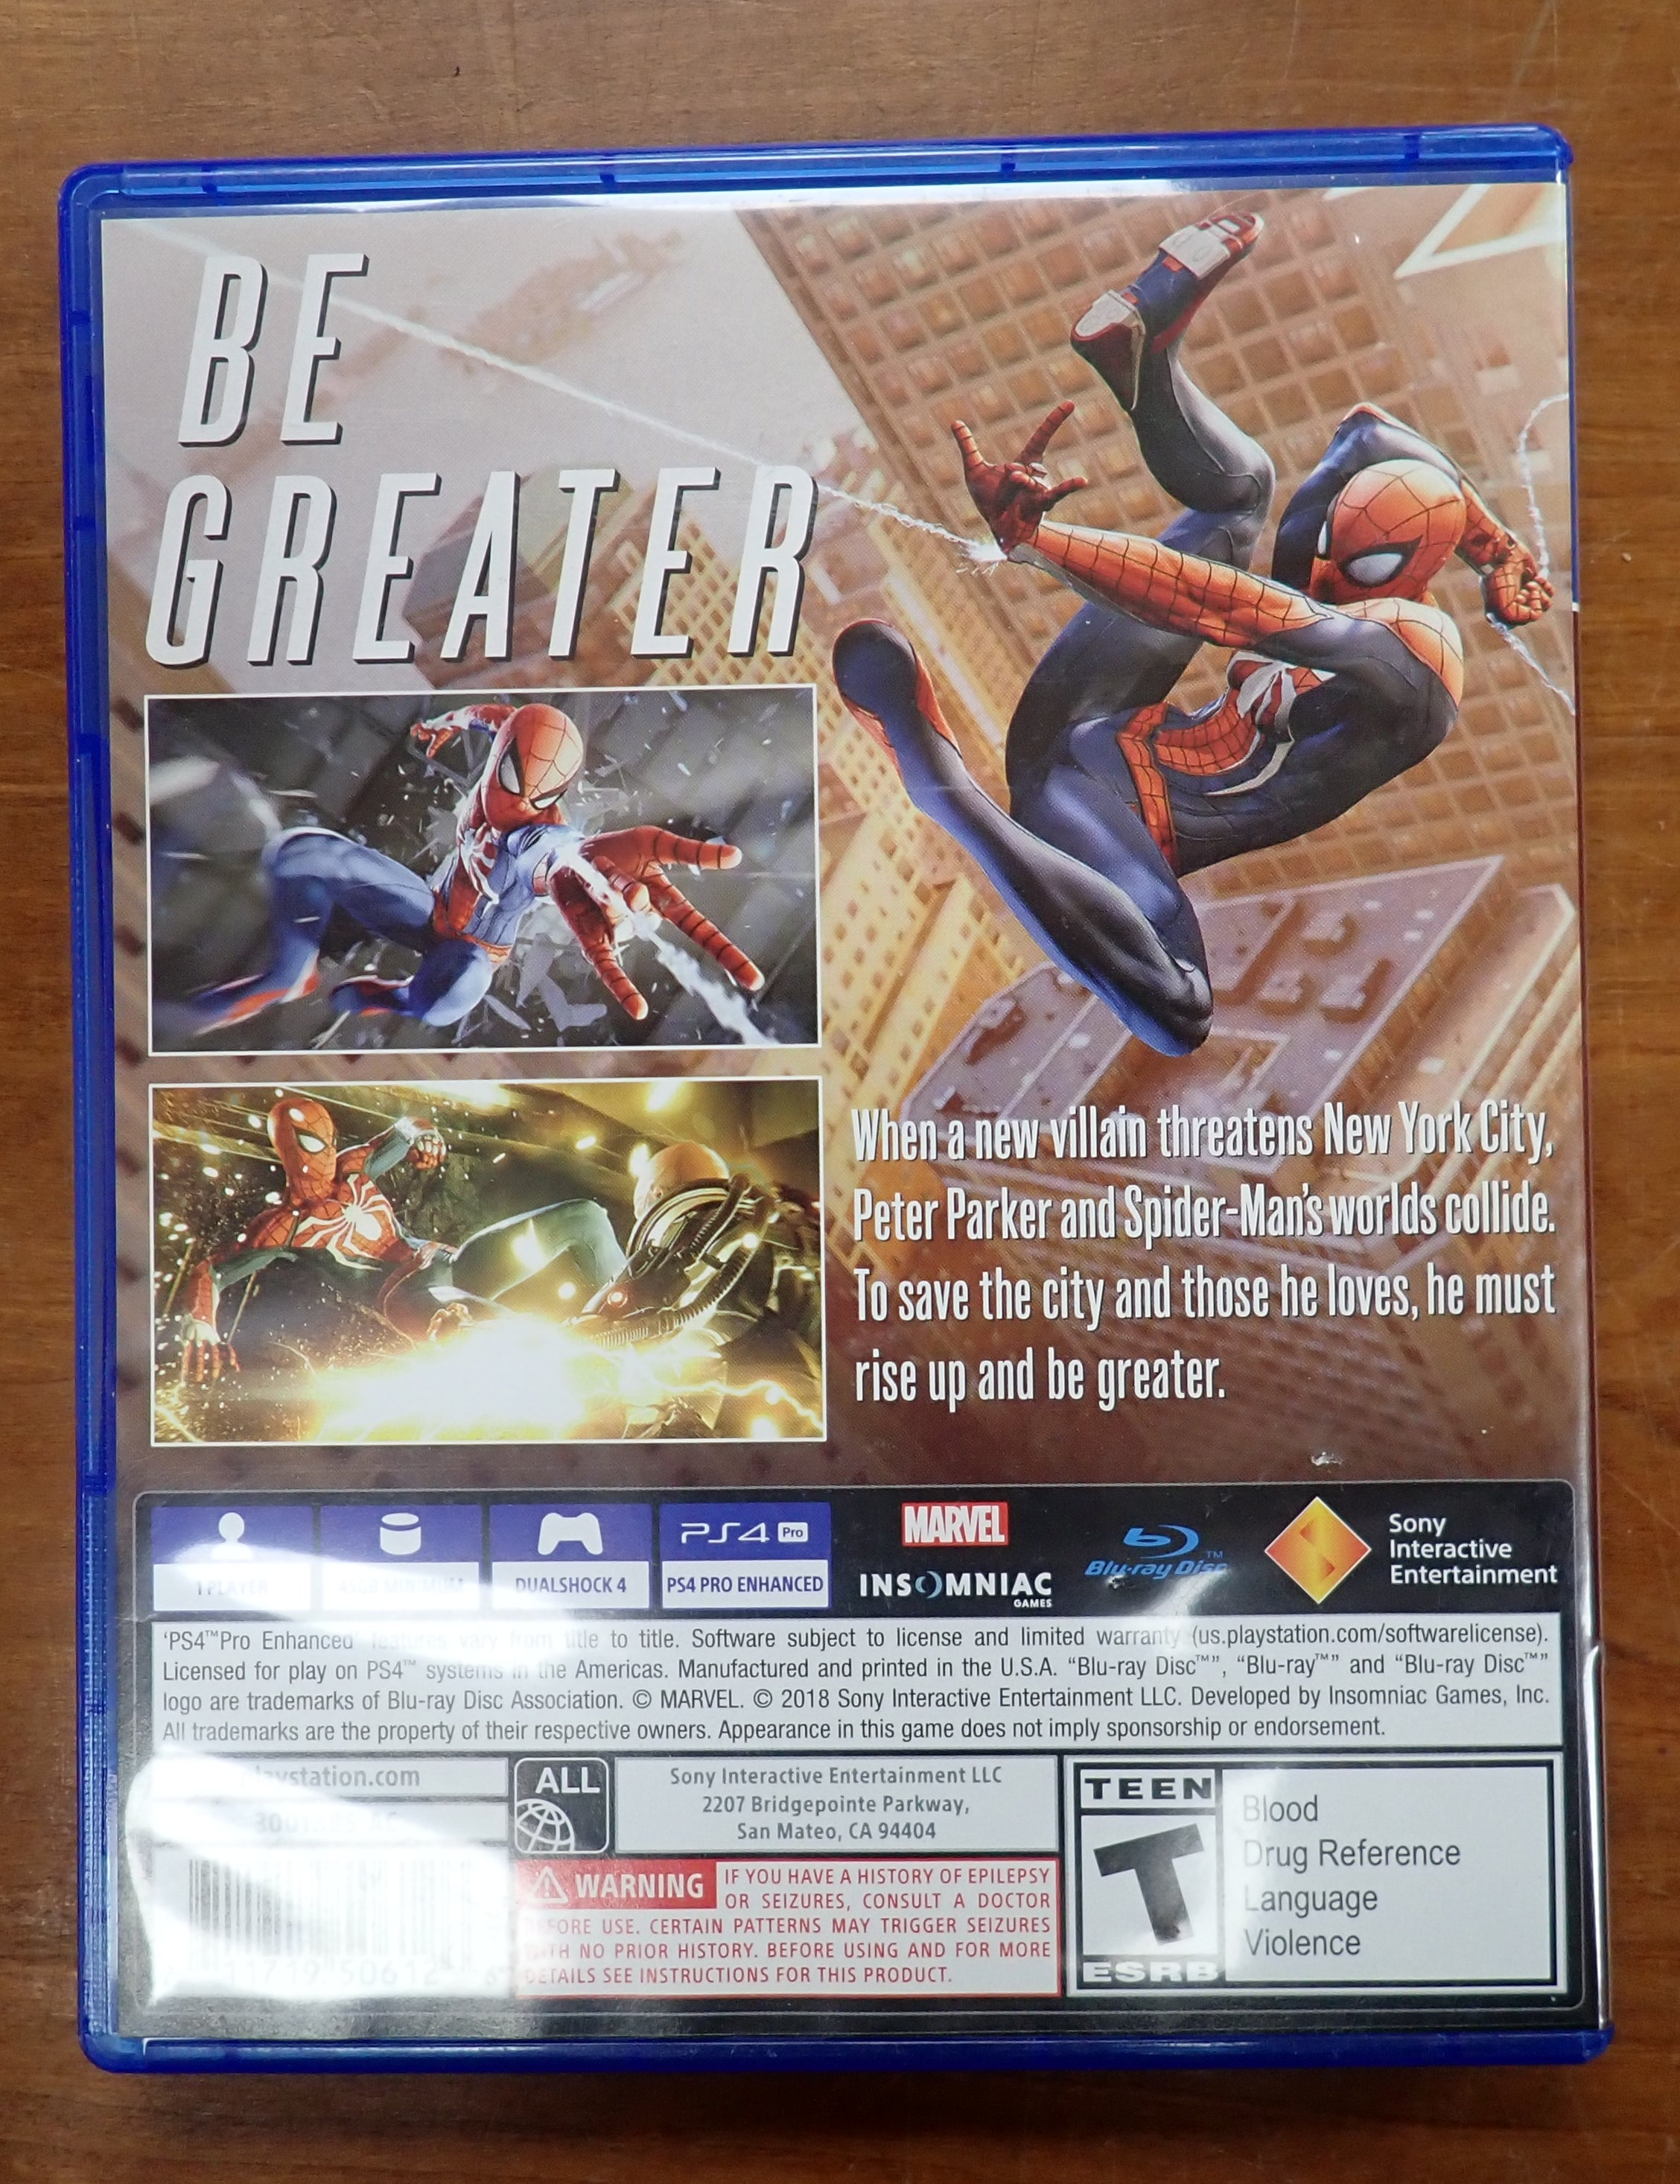 BE
GREATER
When a new villain threatens New York City,
Peter Parker and Spider-Man's worlds collide.
To save the city and those he loves, he must
rise up and be greater.
1 PLAYER
MINIMUM
DUALSHOCK 4
PS4 Pro
PS4 PRO ENHANCED
MARVEL
INSOMNIAC
GAMES
Blu-ray Disc™
Sony
Interactive
Entertainment
‘PS4™Pro Enhanced’ features vary from title to title. Software subject to license and limited warranty (us.playstation.com/softwarelicense).
Licensed for play on PS4™ systems in the Americas. Manufactured and printed in the U.S.A. “Blu-ray Disc™”, “Blu-ray™” and “Blu-ray Disc™”
logo are trademarks of Blu-ray Disc Association. © MARVEL. © 2018 Sony Interactive Entertainment LLC. Developed by Insomniac Games, Inc.
All trademarks are the property of their respective owners. Appearance in this game does not imply sponsorship or endorsement.
playstation.com
ALL
Sony Interactive Entertainment LLC
2207 Bridgepointe Parkway,
San Mateo, CA 94404
WARNING IF YOU HAVE A HISTORY OF EPILEPSY
OR SEIZURES, CONSULT A DOCTOR
BEFORE USE. CERTAIN PATTERNS MAY TRIGGER SEIZURES
WITH NO PRIOR HISTORY. BEFORE USING AND FOR MORE
DETAILS SEE INSTRUCTIONS FOR THIS PRODUCT.
TEEN
T
ESRB
Blood
Drug Reference
Language
Violence